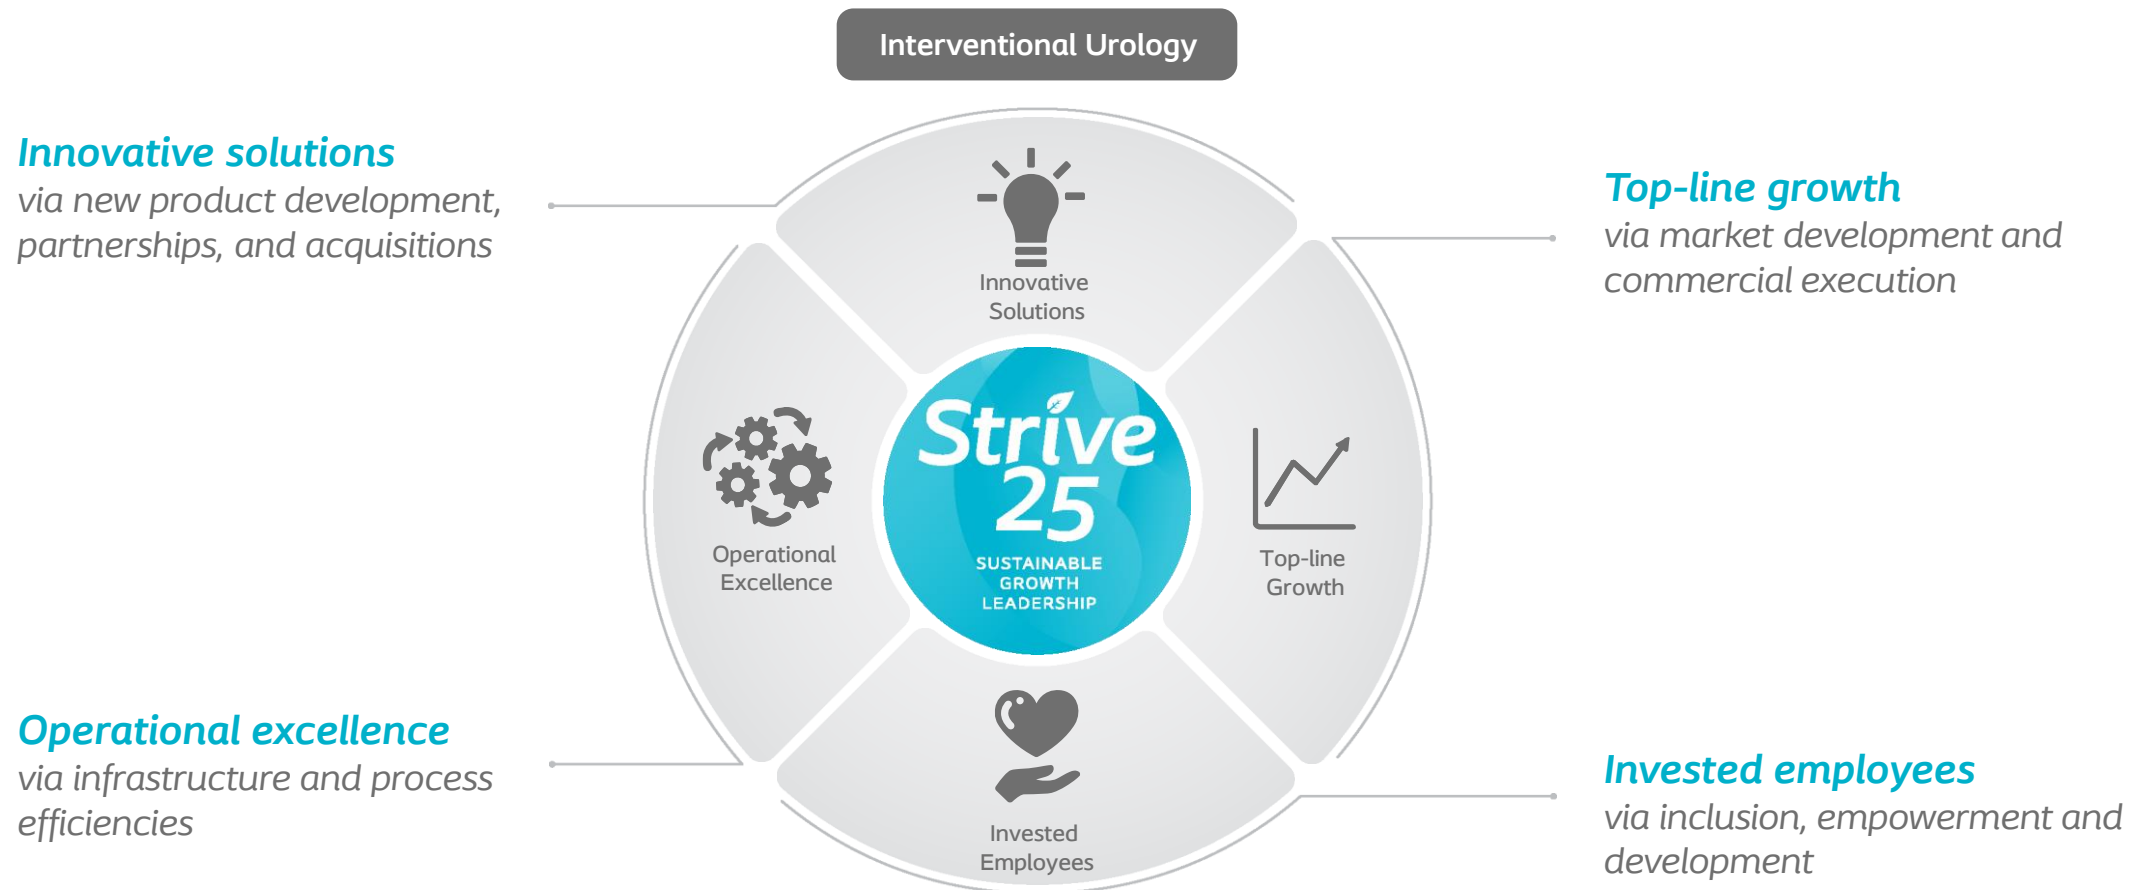 Interventional Urology
Innovative solutions
via new product development,
partnerships, and acquisitions
Top-line growth
via market development and
commercial execution
Innovative
Solutions
Strive
25
SUSTAINABLE
GROWTH
LEADERSHIP
Operational
Excellence
Top-line
Growth
Invested
Employees
Operational excellence
via infrastructure and process
efficiencies
Invested employees
via inclusion, empowerment and
development